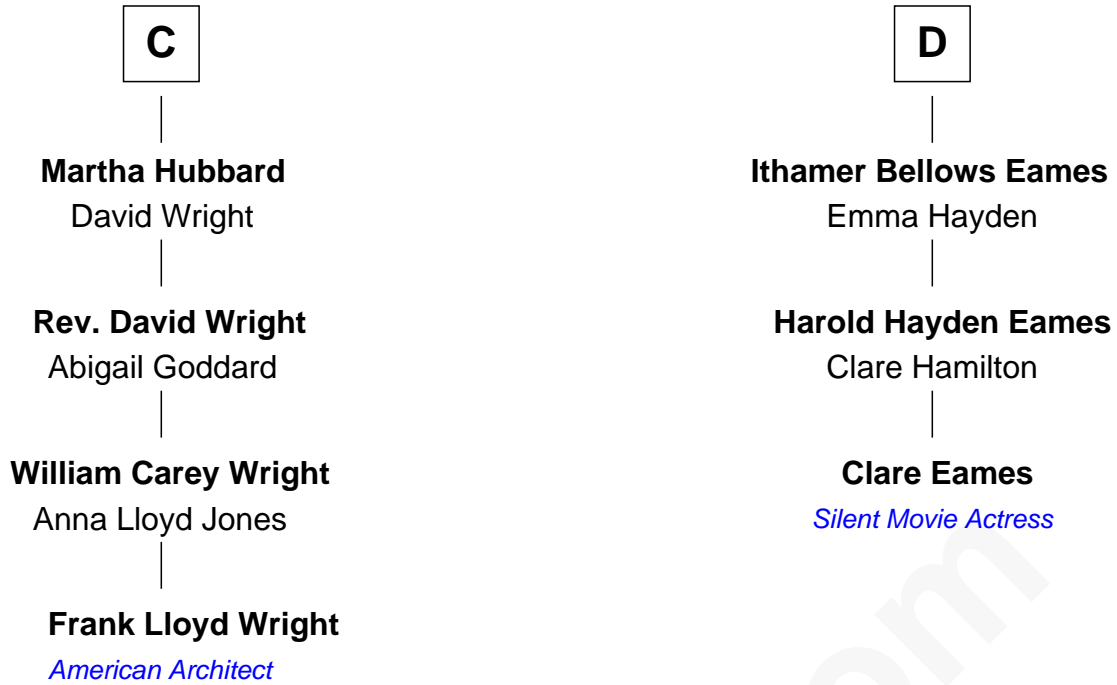 C
Martha Hubbard
David Wright
Rev. David Wright
Abigail Goddard
William Carey Wright
Anna Lloyd Jones
Frank Lloyd Wright
American Architect
D
Ithamer Bellows Eames
Emma Hayden
Harold Hayden Eames
Clare Hamilton
Clare Eames
Silent Movie Actress
om